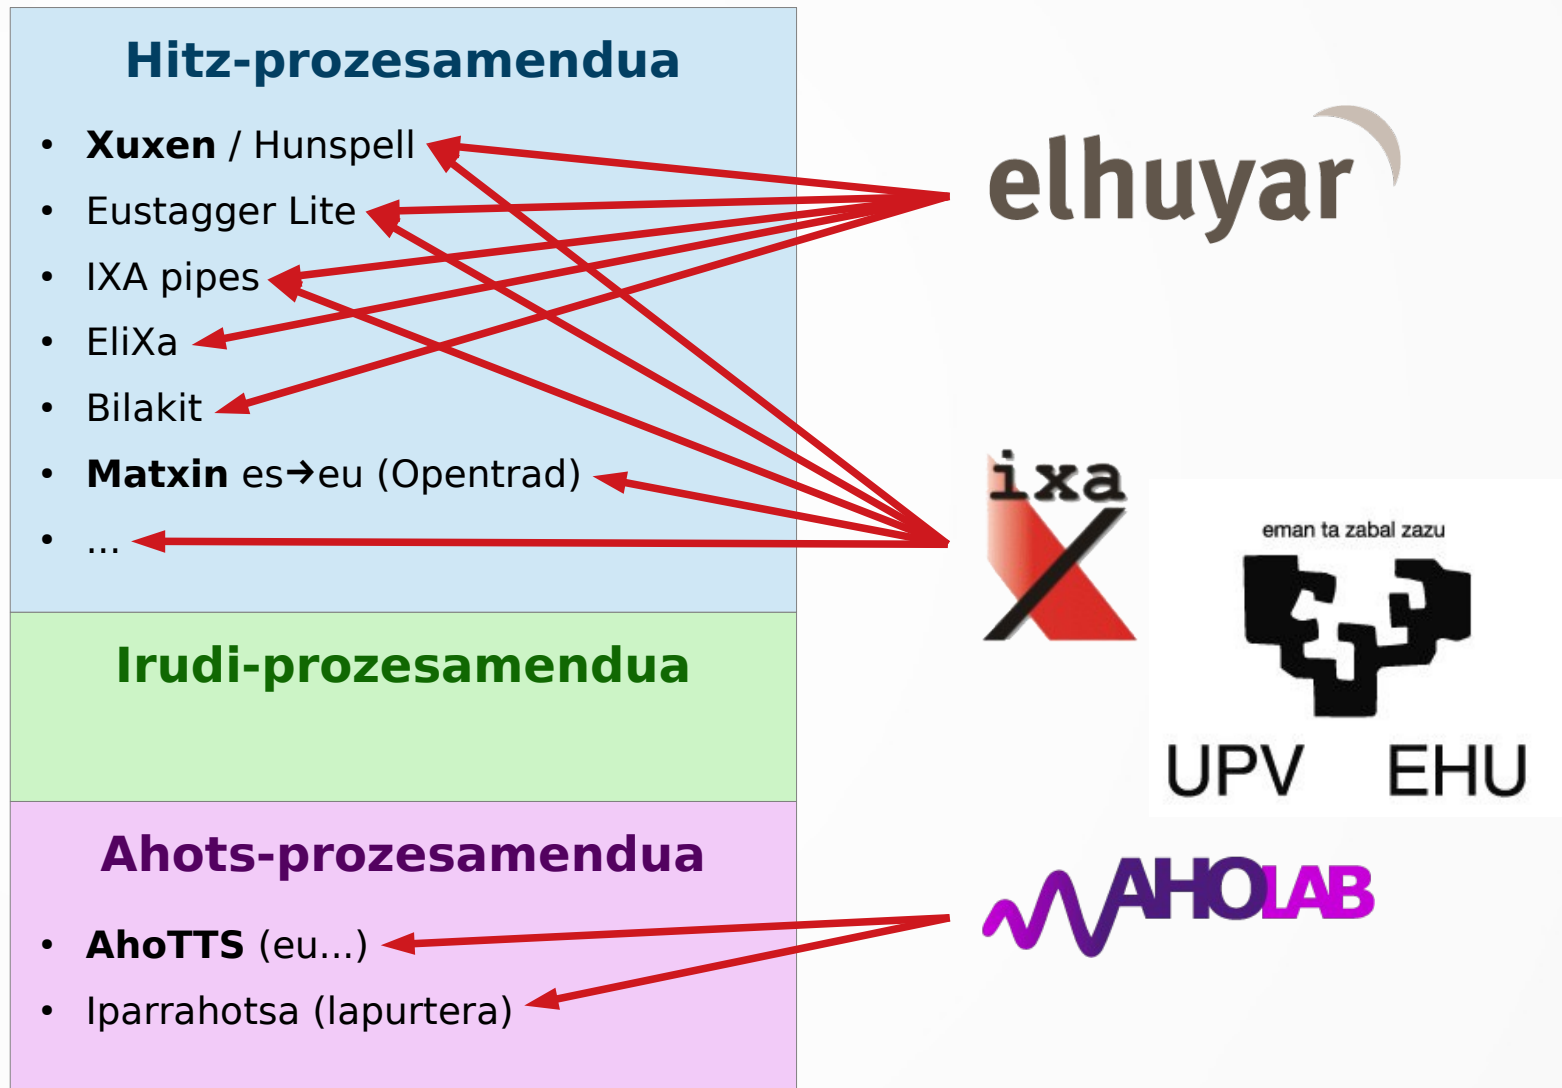 Hitz-prozesamendua
• Xuxen / Hunspell
• Eustagger Lite
• IXA pipes
• EliXa
• Bilakit
• Matxin es→eu (Opentrad)
• ...
Irudi-prozesamendua
Ahots-prozesamendua
• AhoTTS (eu...)
• Iparrahotsa (lapurtera)
elhuyar
ixa
eman ta zabal zazu
UPV EHU
AHOLAB